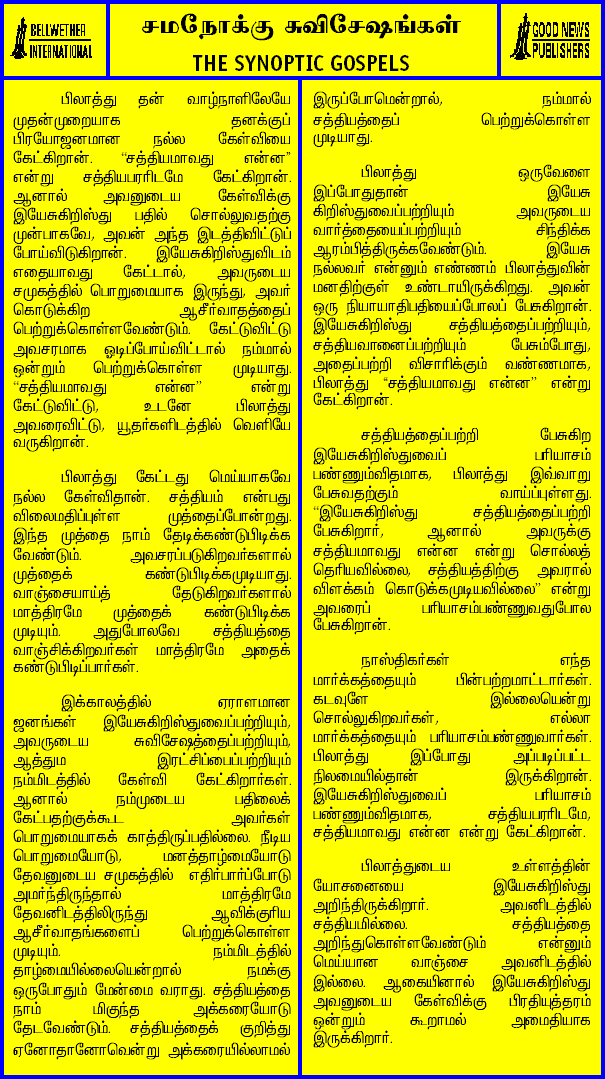 BELLWETHER
INTERNATIONAL
சமநோக்கு சுவிசேஷங்கள்
THE SYNOPTIC GOSPELS
GOOD NEWS
PUBLISHERS
பிலாத்து தன் வாழ்நாளிலேயே
முதன்முறையாக தனக்குப்
பிரயோஜனமான நல்ல கேள்வியை
கேட்கிறான். “சத்தியமாவது என்ன”
என்று சத்தியபரரிடமே கேட்கிறான்.
ஆனால் அவனுடைய கேள்விக்கு
இயேசுகிறிஸ்து பதில் சொல்லுவதற்கு
முன்பாகவே, அவன் அந்த இடத்திவிட்டுப்
போய்விடுகிறான். இயேசுகிறிஸ்துவிடம்
எதையாவது கேட்டால், அவருடைய
சமுகத்தில் பொறுமையாக இருந்து, அவர்
கொடுக்கிற ஆசீர்வாதத்தைப்
பெற்றுக்கொள்ளவேண்டும். கேட்டுவிட்டு
அவசரமாக ஓடிப்போய்விட்டால் நம்மால்
ஒன்றும் பெற்றுக்கொள்ள முடியாது.
“சத்தியமாவது என்ன” என்று
கேட்டுவிட்டு, உடனே பிலாத்து
அவரைவிட்டு, யூதர்களிடத்தில் வெளியே
வருகிறான்.
பிலாத்து கேட்டது மெய்யாகவே
நல்ல கேள்விதான். சத்தியம் என்பது
விலைமதிப்புள்ள முத்தைப்போன்றது.
இந்த முத்தை நாம் தேடிக்கண்டுபிடிக்க
வேண்டும். அவசரப்படுகிறவர்களால்
முத்தைக் கண்டுபிடிக்கமுடியாது.
வாஞ்சையாய்த் தேடுகிறவர்களால்
மாத்திரமே முத்தைக் கண்டுபிடிக்க
முடியும். அதுபோலவே சத்தியத்தை
வாஞ்சிக்கிறவர்கள் மாத்திரமே அதைக்
கண்டுபிடிப்பார்கள்.
இக்காலத்தில் ஏராளமான
ஜனங்கள் இயேசுகிறிஸ்துவைப்பற்றியும்,
அவருடைய சுவிசேஷத்தைப்பற்றியும்,
ஆத்தும இரட்சிப்பைப்பற்றியும்
நம்மிடத்தில் கேள்வி கேட்கிறார்கள்.
ஆனால் நம்முடைய பதிலைக்
கேட்பதற்குக்கூட அவர்கள்
பொறுமையாகக் காத்திருப்பதில்லை. நீடிய
பொறுமையோடு, மனத்தாழ்மையோடு
தேவனுடைய சமுகத்தில் எதிர்பார்ப்போடு
அமர்ந்திருந்தால் மாத்திரமே
தேவனிடத்திலிருந்து ஆவிக்குரிய
ஆசீர்வாதங்களைப் பெற்றுக்கொள்ள
முடியும். நம்மிடத்தில்
தாழ்மையில்லையென்றால் நமக்கு
ஒருபோதும் மேன்மை வராது. சத்தியத்தை
நாம் மிகுந்த அக்கரையோடு
தேடவேண்டும். சத்தியத்தைக் குறித்து
ஏனோதானோவென்று அக்கரையில்லாமல்
இருப்போமென்றால், நம்மால்
சத்தியத்தைப் பெற்றுக்கொள்ள
முடியாது.
பிலாத்து ஒருவேளை
இப்போதுதான் இயேசு
கிறிஸ்துவைப்பற்றியும் அவருடைய
வார்த்தையைப்பற்றியும் சிந்திக்க
ஆரம்பித்திருக்கவேண்டும். இயேசு
நல்லவர் என்னும் எண்ணம் பிலாத்துவின்
மனதிற்குள் உண்டாயிருக்கிறது. அவன்
ஒரு நியாயாதிபதியைப்போலப் பேசுகிறான்.
இயேசுகிறிஸ்து சத்தியத்தைப்பற்றியும்,
சத்தியவானைப்பற்றியும் பேசும்போது,
அதைப்பற்றி விசாரிக்கும் வண்ணமாக,
பிலாத்து “சத்தியமாவது என்ன” என்று
கேட்கிறான்.
சத்தியத்தைப்பற்றி பேசுகிற
இயேசுகிறிஸ்துவைப் பரியாசம்
பண்ணும்விதமாக, பிலாத்து இவ்வாறு
பேசுவதற்கும் வாய்ப்புள்ளது.
“இயேசுகிறிஸ்து சத்தியத்தைப்பற்றி
பேசுகிறார், ஆனால் அவருக்கு
சத்தியமாவது என்ன என்று சொல்லத்
தெரியவில்லை, சத்தியத்திற்கு அவரால்
விளக்கம் கொடுக்கமுடியவில்லை” என்று
அவரைப் பரியாசம்பண்ணுவதுபோல
பேசுகிறான்.
நாஸ்திகர்கள் எந்த
மார்க்கத்தையும் பின்பற்றமாட்டார்கள்.
கடவுளே இல்லையென்று
சொல்லுகிறவர்கள், எல்லா
மார்க்கத்தையும் பரியாசம்பண்ணுவார்கள்.
பிலாத்து இப்போது அப்படிப்பட்ட
நிலமையில்தான் இருக்கிறான்.
இயேசுகிறிஸ்துவைப் பரியாசம்
பண்ணும்விதமாக, சத்தியபரரிடமே,
சத்தியமாவது என்ன என்று கேட்கிறான்.
பிலாத்துடைய உள்ளத்தின்
யோசனையை இயேசுகிறிஸ்து
அறிந்திருக்கிறார். அவனிடத்தில்
சத்தியமில்லை. சத்தியத்தை
அறிந்துகொள்ளவேண்டும் என்னும்
மெய்யான வாஞ்சை அவனிடத்தில்
இல்லை. ஆகையினால் இயேசுகிறிஸ்து
அவனுடைய கேள்விக்கு பிரதியுத்தரம்
ஒன்றும் கூறாமல் அமைதியாக
இருக்கிறார்.